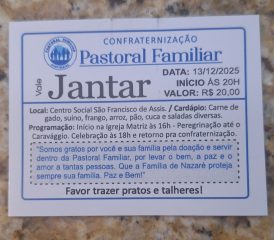 CONFRATERNIZAÇÃO
PASTORAL FAMILIAR
Pastoral Familiar
Vale
Jantar
DATA: 13/12/2025
INÍCIO ÀS 20H
VALOR: R$ 20,00
Local: Centro Social São Francisco de Assis. / Cardápio: Carne de
gado, suíno, frango, arroz, pão, cuca e saladas diversas.
Programação: Início na Igreja Matriz às 16h - Peregrinação até o
Caravággio. Celebração às 18h e retorno pra confraternização.
"Somos gratos por você e sua família pela doação e servir
dentro da Pastoral Familiar, por levar o bem, a paz e o
amor a tantas pessoas. Que a Família de Nazaré proteja
sempre sua família. Paz e Bem!"
Favor trazer pratos e talheres!